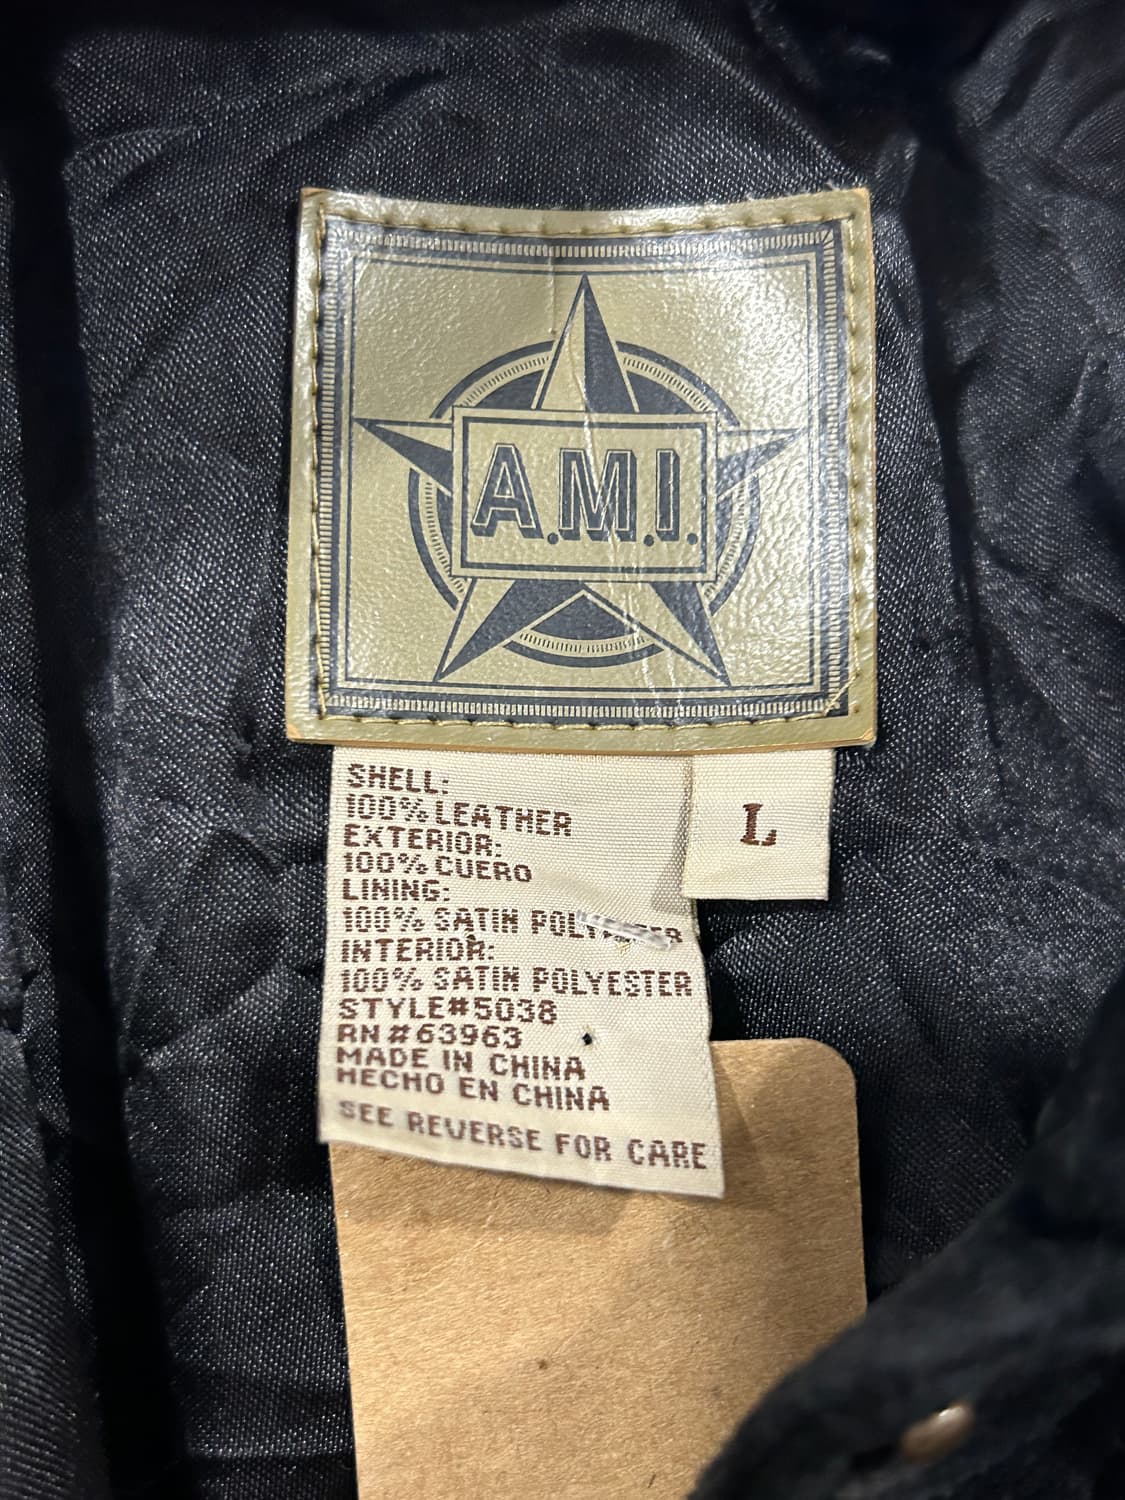 A.M.I.
L
SHELL:
100% LEATHER
EXTERIOR:
100% CUERO
LINING:
100% SATIN POLYESTER
INTERIOR:
100% SATIN POLYESTER
STYLE#5038
RN#63963
MADE IN CHINA
HECHO EN CHINA
SEE REVERSE FOR CARE